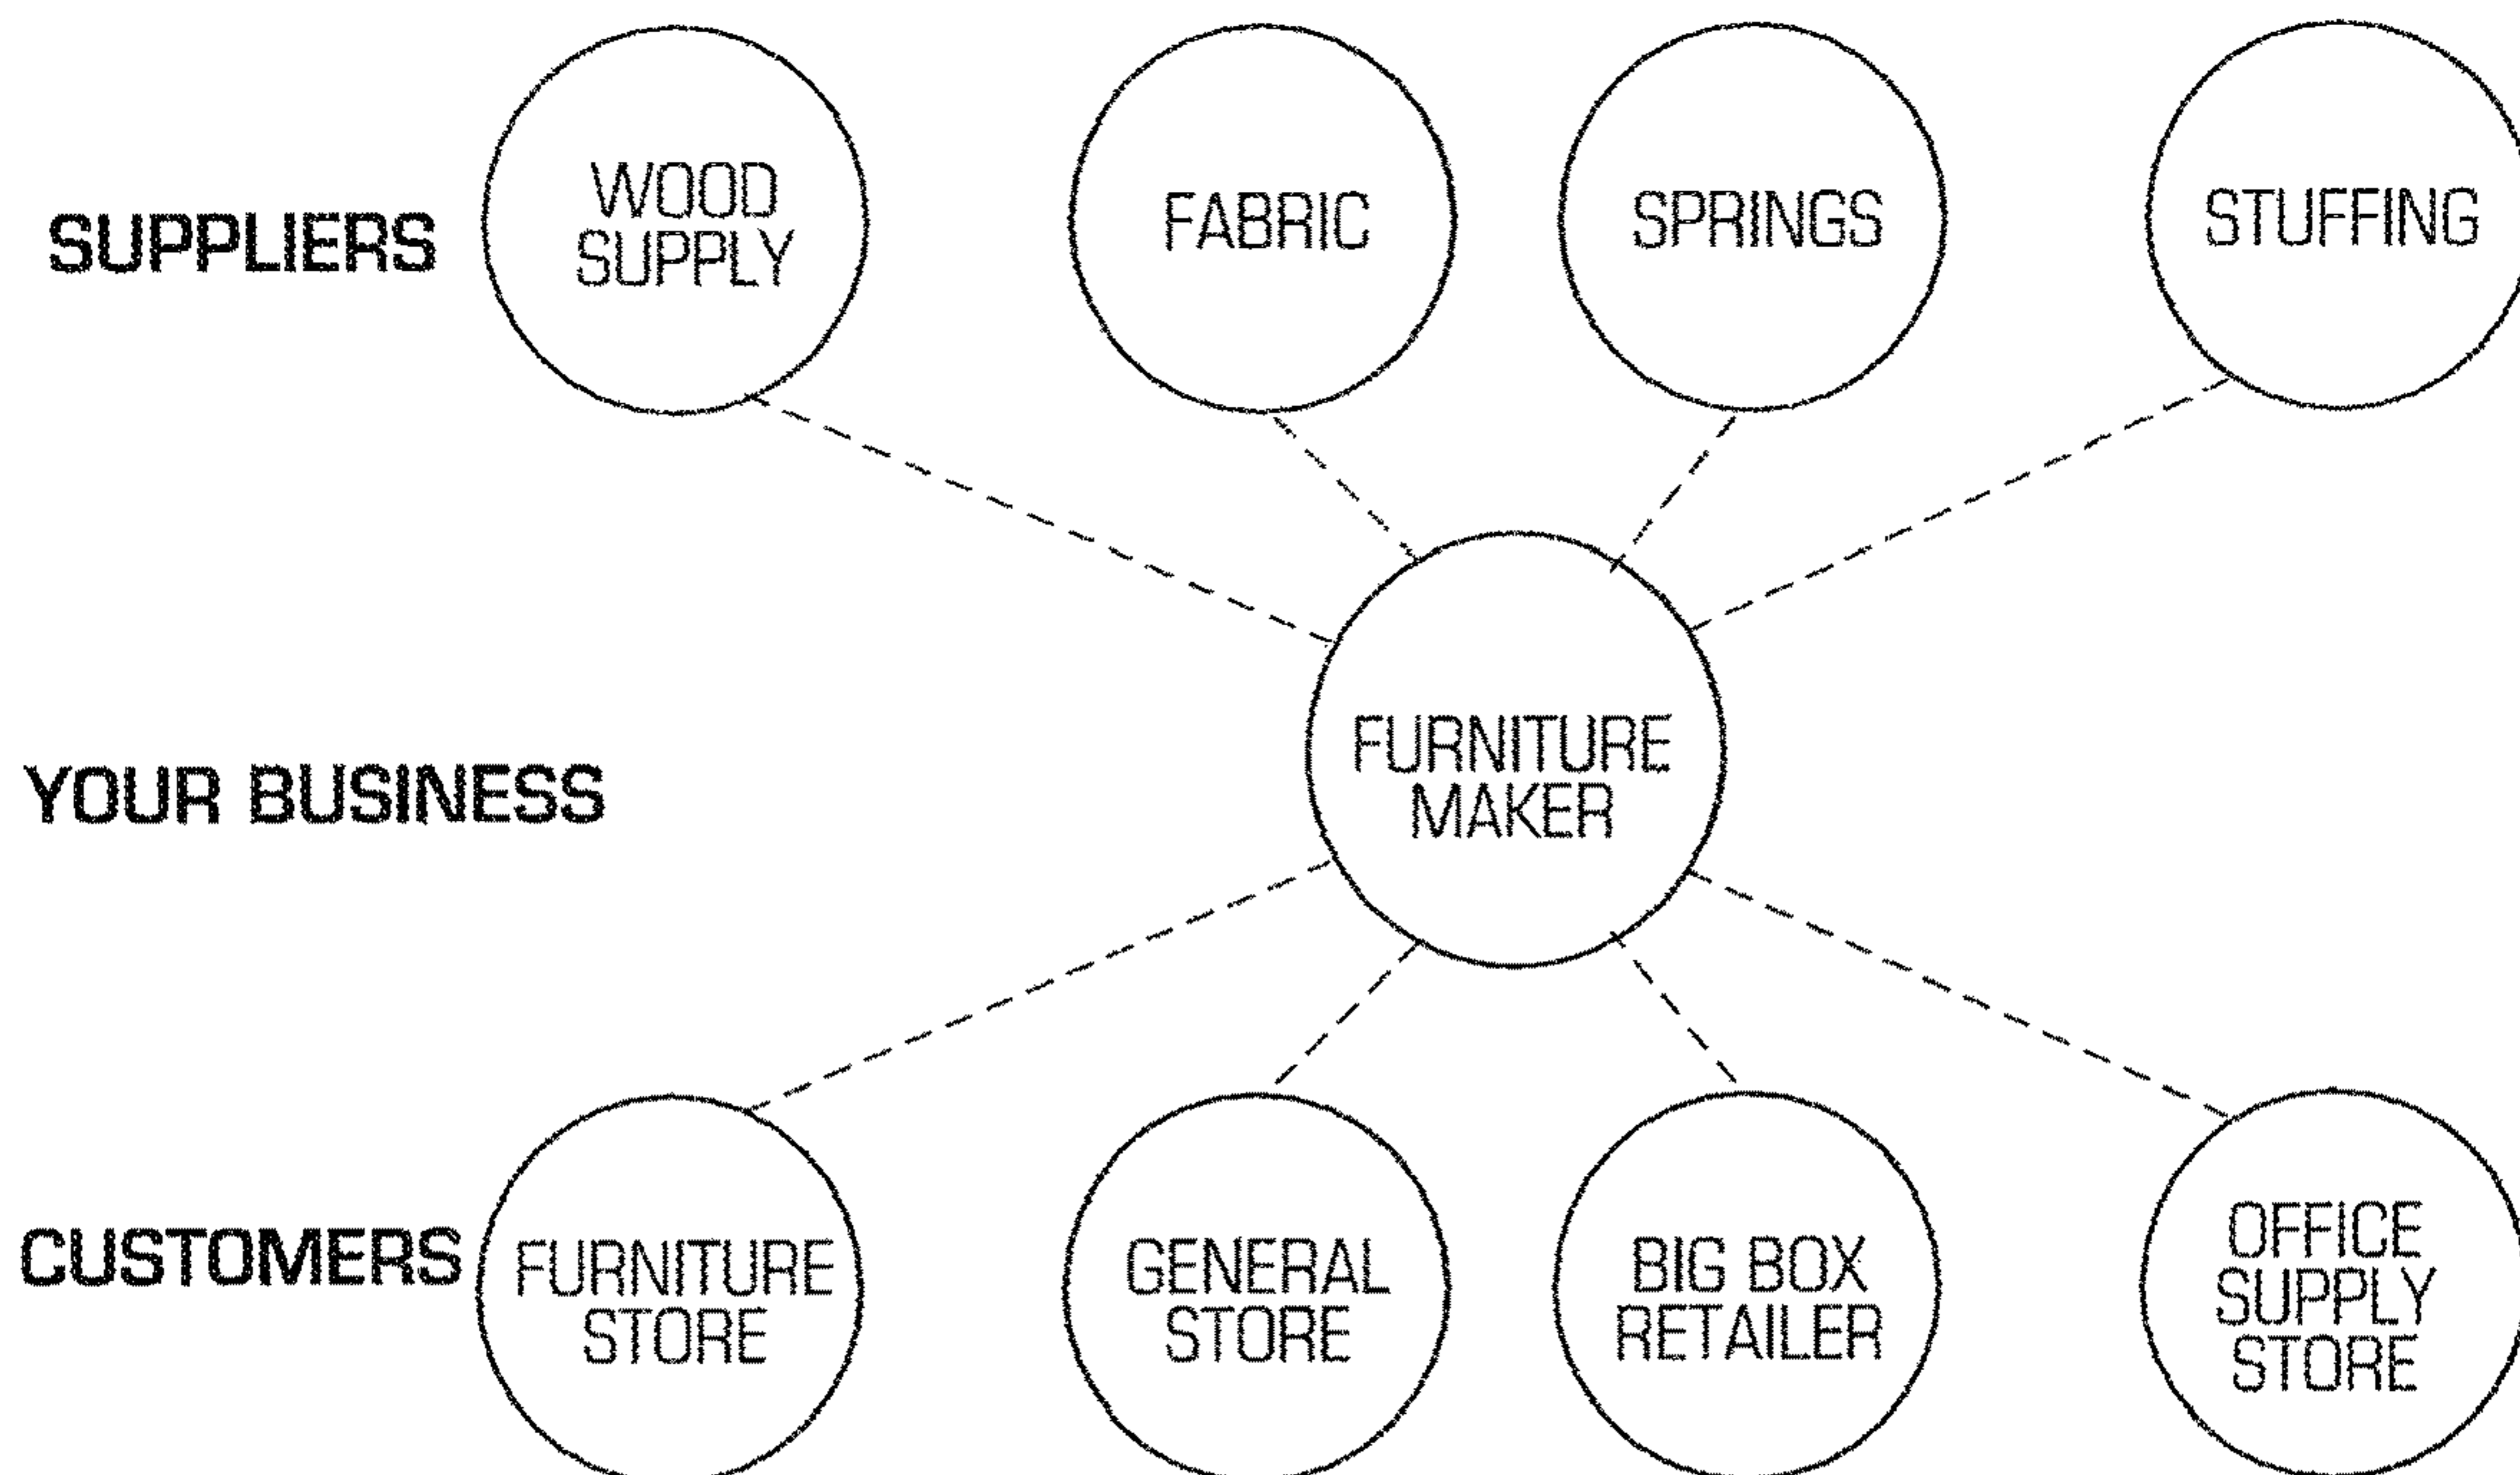 SUPPLIERS
WOOD
SUPPLY
FABRIC
SPRINGS
STUFFING
YOUR BUSINESS
FURNITURE
MAKER
CUSTOMERS
FURNITURE
STORE
GENERAL
STORE
BIG BOX
RETAILER
OFFICE
SUPPLY
STORE